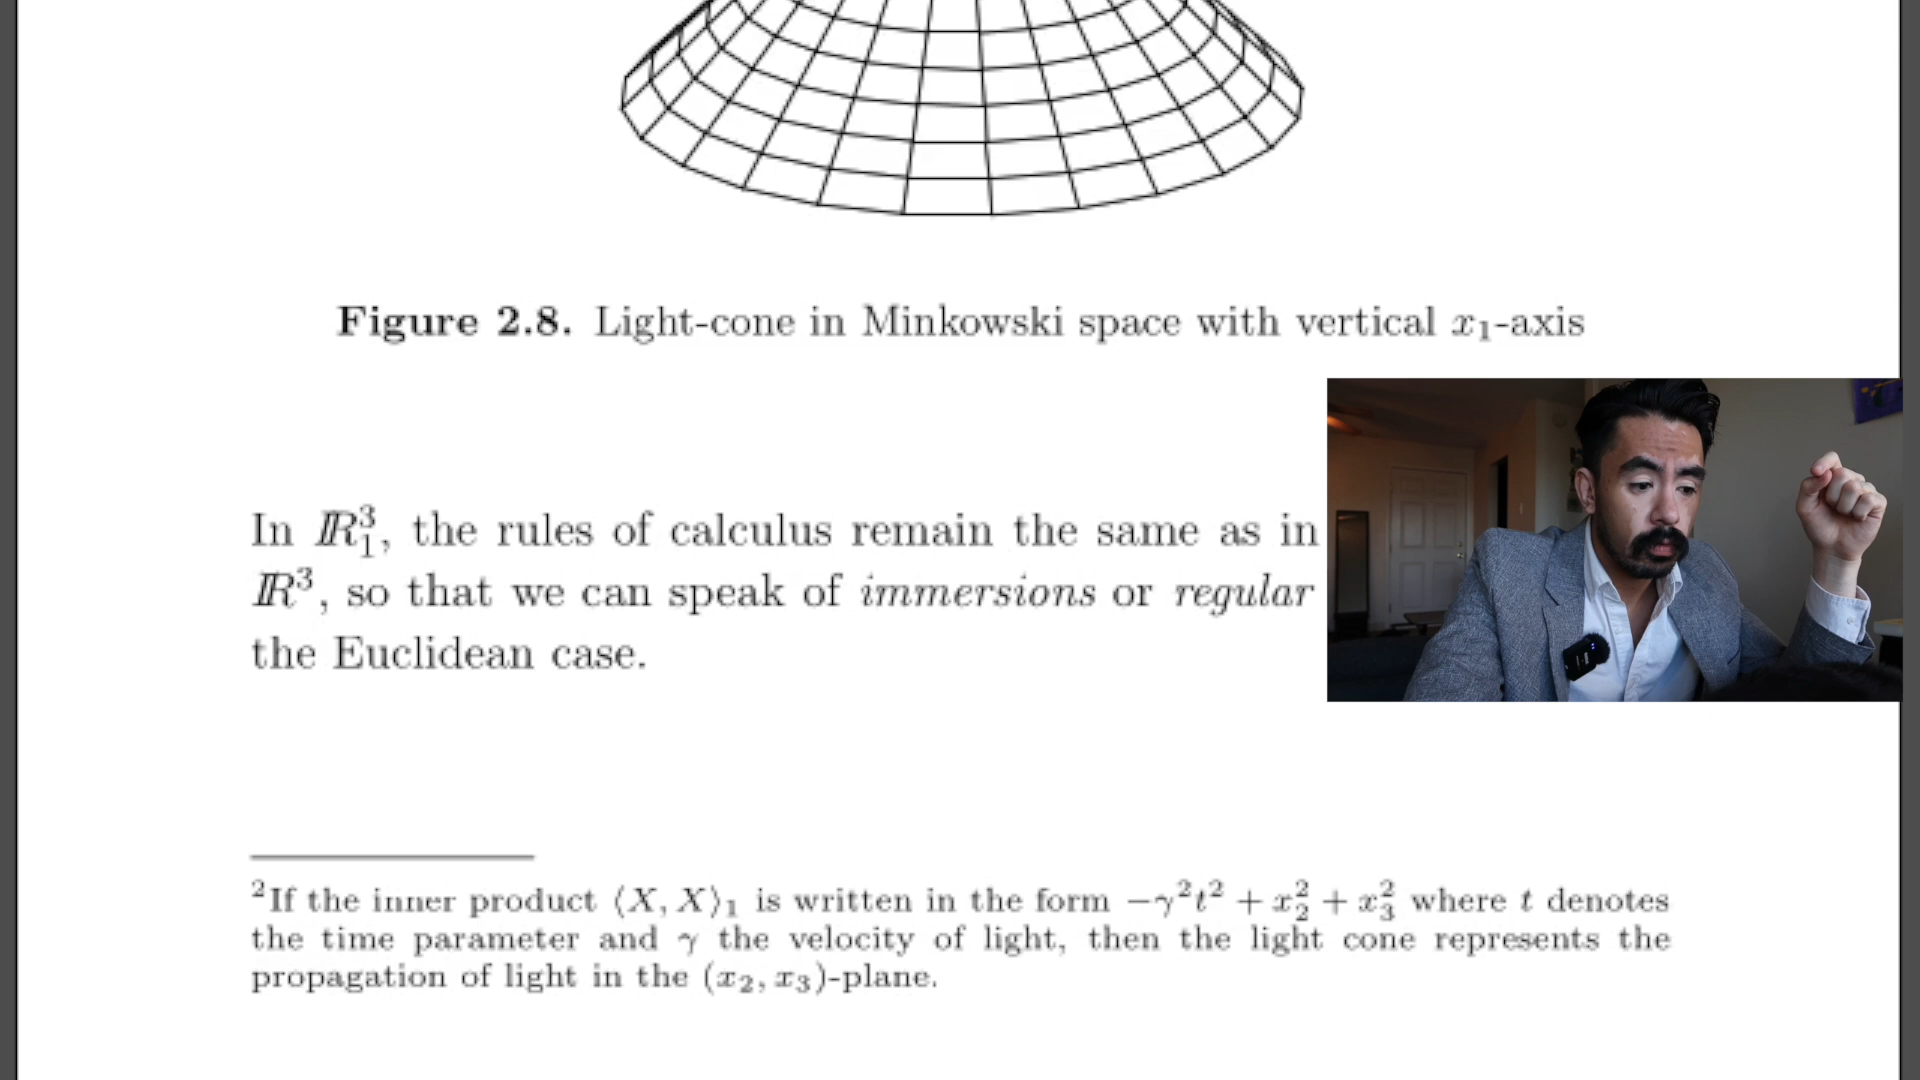 Figure 2.8. Light-cone in Minkowski space with vertical x₁-axis
In ℝ³₁, the rules of calculus remain the same as in
ℝ³, so that we can speak of immersions or regular
the Euclidean case.
²If the inner product ⟨X, X⟩₁ is written in the form −γ²t² + x₂² + x₃² where t denotes
the time parameter and γ the velocity of light, then the light cone represents the
propagation of light in the (x₂, x₃)-plane.